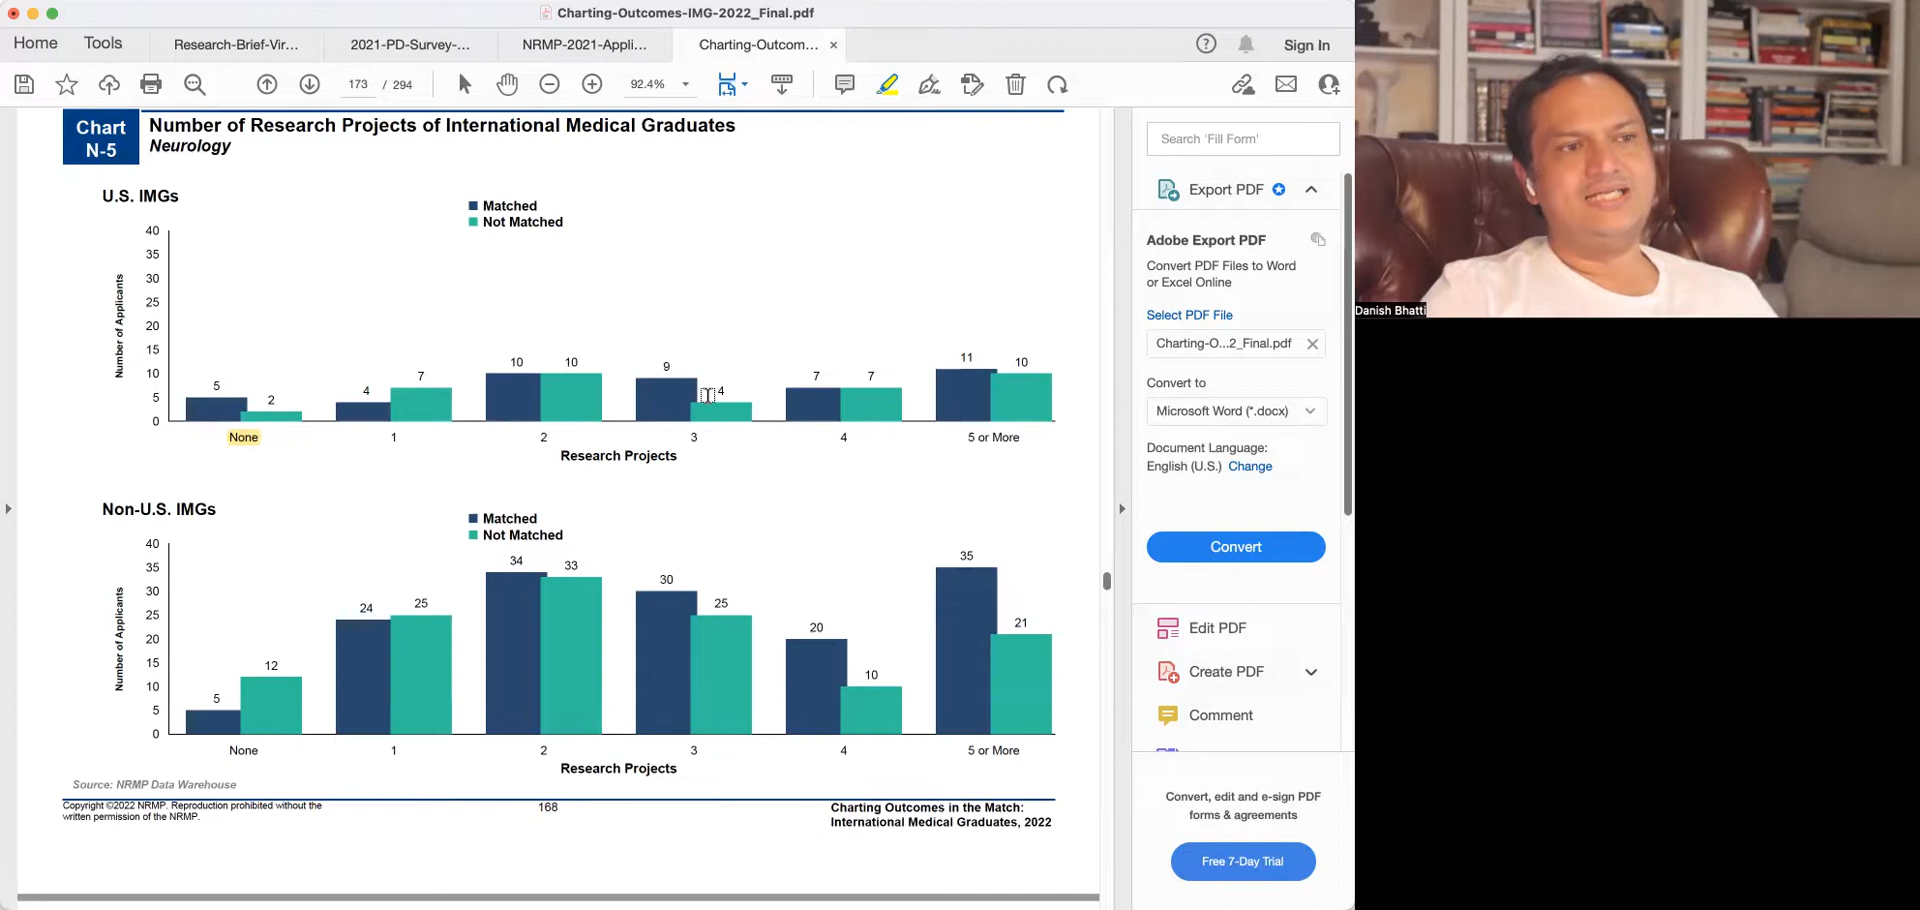 Charting-Outcomes-IMG-2022_Final.pdf
Home Tools Research-Brief-Vir... 2021-PD-Survey-... NRMP-2021-Appli... Charting-Outcom... × ? Sign In
173 / 294 92.4%
Chart N-5
Number of Research Projects of International Medical Graduates
Neurology
U.S. IMGs
Matched
Not Matched
Number of Applicants
40
35
30
25
20
15
10
5
0
5 2 4 7 10 10 9 4 7 7 11 10
None 1 2 3 4 5 or More
Research Projects
Non-U.S. IMGs
Matched
Not Matched
Number of Applicants
40
35
30
25
20
15
10
5
0
5 12 24 25 34 33 30 25 20 10 35 21
None 1 2 3 4 5 or More
Research Projects
Source: NRMP Data Warehouse
Copyright ©2022 NRMP. Reproduction prohibited without the
written permission of the NRMP.
168
Charting Outcomes in the Match:
International Medical Graduates, 2022
Search 'Fill Form'
Export PDF
Adobe Export PDF
Convert PDF Files to Word
or Excel Online
Select PDF File
Charting-O...2_Final.pdf
Convert to
Microsoft Word (*.docx)
Document Language:
English (U.S.) Change
Convert
Edit PDF
Create PDF
Comment
Convert, edit and e-sign PDF
forms & agreements
Free 7-Day Trial
Danish Bhatti